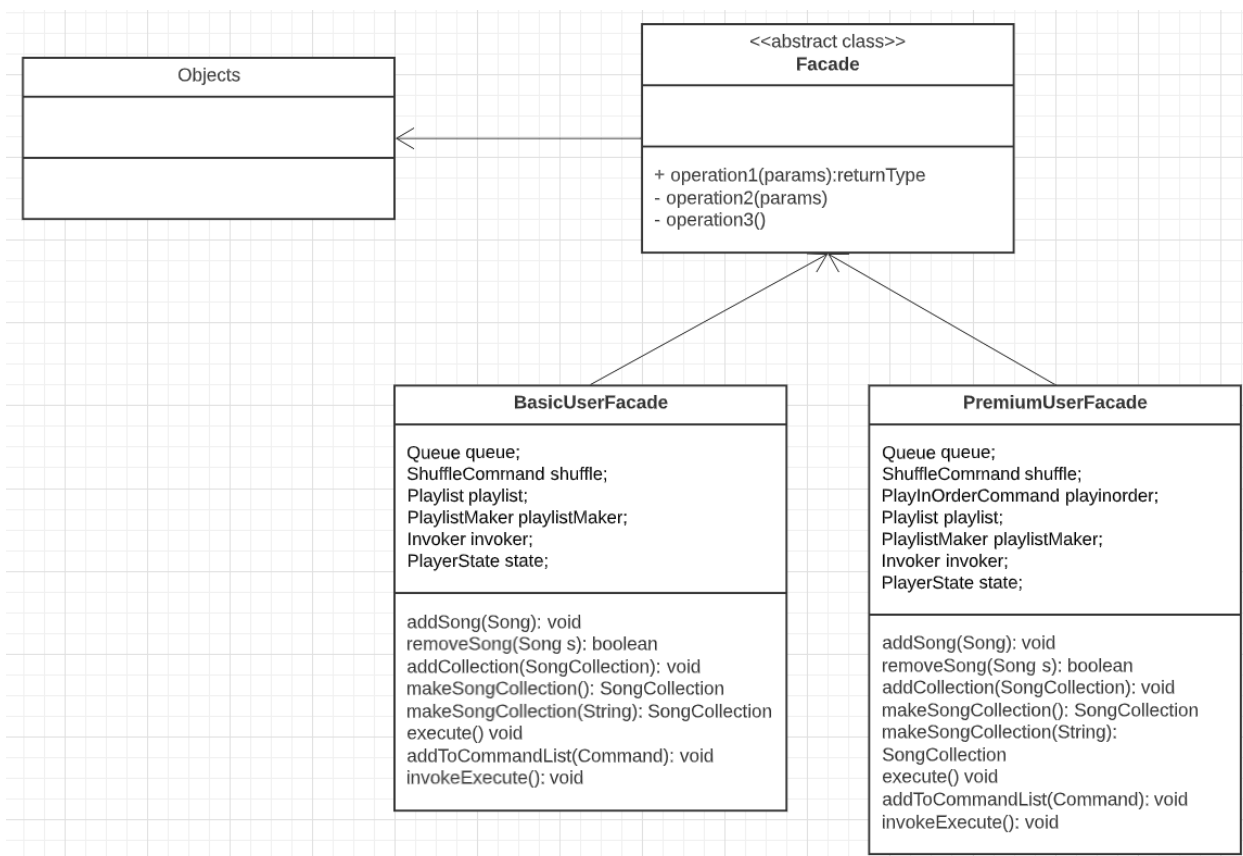 Objects
<<abstract class>>
Facade
+ operation1(params):returnType
- operation2(params)
- operation3()
BasicUserFacade
Queue queue;
ShuffleCommand shuffle;
Playlist playlist;
PlaylistMaker playlistMaker;
Invoker invoker;
PlayerState state;
addSong(Song): void
removeSong(Song s): boolean
addCollection(SongCollection): void
makeSongCollection(): SongCollection
makeSongCollection(String): SongCollection
execute() void
addToCommandList(Command): void
invokeExecute(): void
PremiumUserFacade
Queue queue;
ShuffleCommand shuffle;
PlayInOrderCommand playinorder;
Playlist playlist;
PlaylistMaker playlistMaker;
Invoker invoker;
PlayerState state;
addSong(Song): void
removeSong(Song s): boolean
addCollection(SongCollection): void
makeSongCollection(): SongCollection
makeSongCollection(String):
SongCollection
execute() void
addToCommandList(Command): void
invokeExecute(): void